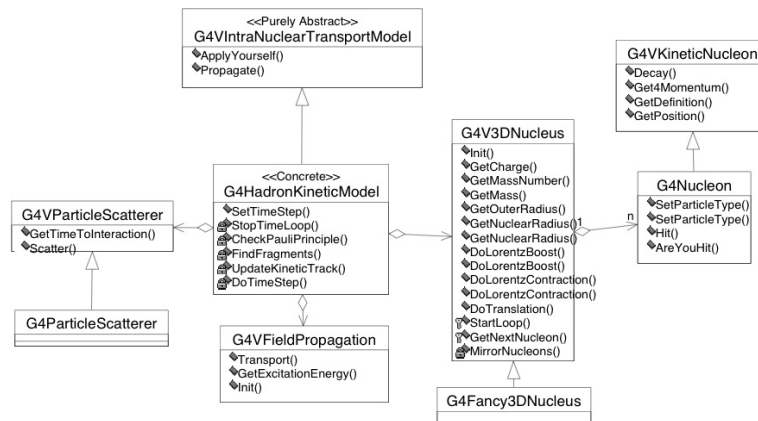 <<Purely Abstract>>
G4VIntraNuclearTransportModel
ApplyYourself()
Propagate()
G4VKineticNucleon
Decay()
Get4Momentum()
GetDefinition()
GetPosition()
G4V3DNucleus
Init()
GetCharge()
GetMassNumber()
GetMass()
GetOuterRadius()
GetNuclearRadius()
GetNuclearRadius()
DoLorentzBoost()
DoLorentzBoost()
DoLorentzContraction()
DoLorentzContraction()
DoTranslation()
StartLoop()
GetNextNucleon()
MirrorNucleons()
1
n
G4Nucleon
SetParticleType()
SetParticleType()
Hit()
AreYouHit()
<<Concrete>>
G4HadronKineticModel
SetTimeStep()
StopTimeLoop()
CheckPauliPrinciple()
FindFragments()
UpdateKineticTrack()
DoTimeStep()
G4VParticleScatterer
GetTimeToInteraction()
Scatter()
G4ParticleScatterer
G4VFieldPropagation
Transport()
GetExcitationEnergy()
Init()
G4Fancy3DNucleus